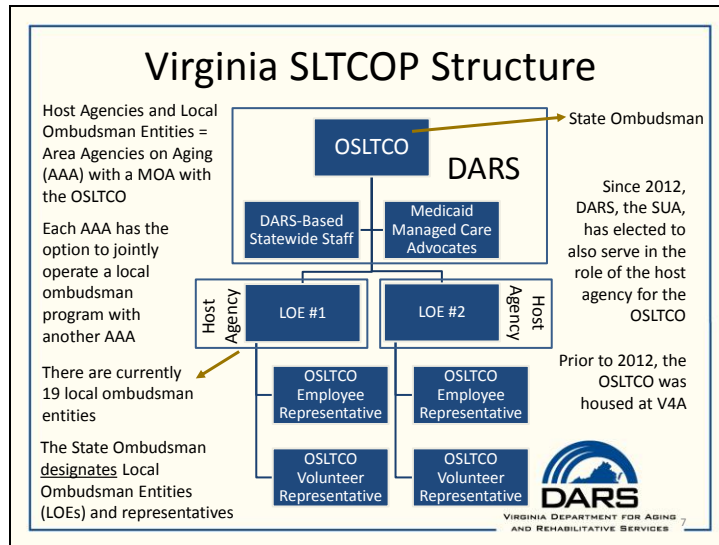 Virginia SLTCOP Structure
Host Agencies and Local
Ombudsman Entities =
Area Agencies on Aging
(AAA) with a MOA with
the OSLTCO
Each AAA has the
option to jointly
operate a local
ombudsman
program with
another AAA
There are currently
19 local ombudsman
entities
The State Ombudsman
designates Local
Ombudsman Entities
(LOEs) and representatives
OSLTCO
DARS
DARS-Based
Statewide Staff
Medicaid
Managed Care
Advocates
Host
Agency
LOE #1
LOE #2
Host
Agency
OSLTCO
Employee
Representative
OSLTCO
Employee
Representative
OSLTCO
Volunteer
Representative
OSLTCO
Volunteer
Representative
State Ombudsman
Since 2012,
DARS, the SUA,
has elected to
also serve in the
role of the host
agency for the
OSLTCO
Prior to 2012, the
OSLTCO was
housed at V4A
DARS
VIRGINIA DEPARTMENT FOR AGING
AND REHABILITATIVE SERVICES
7